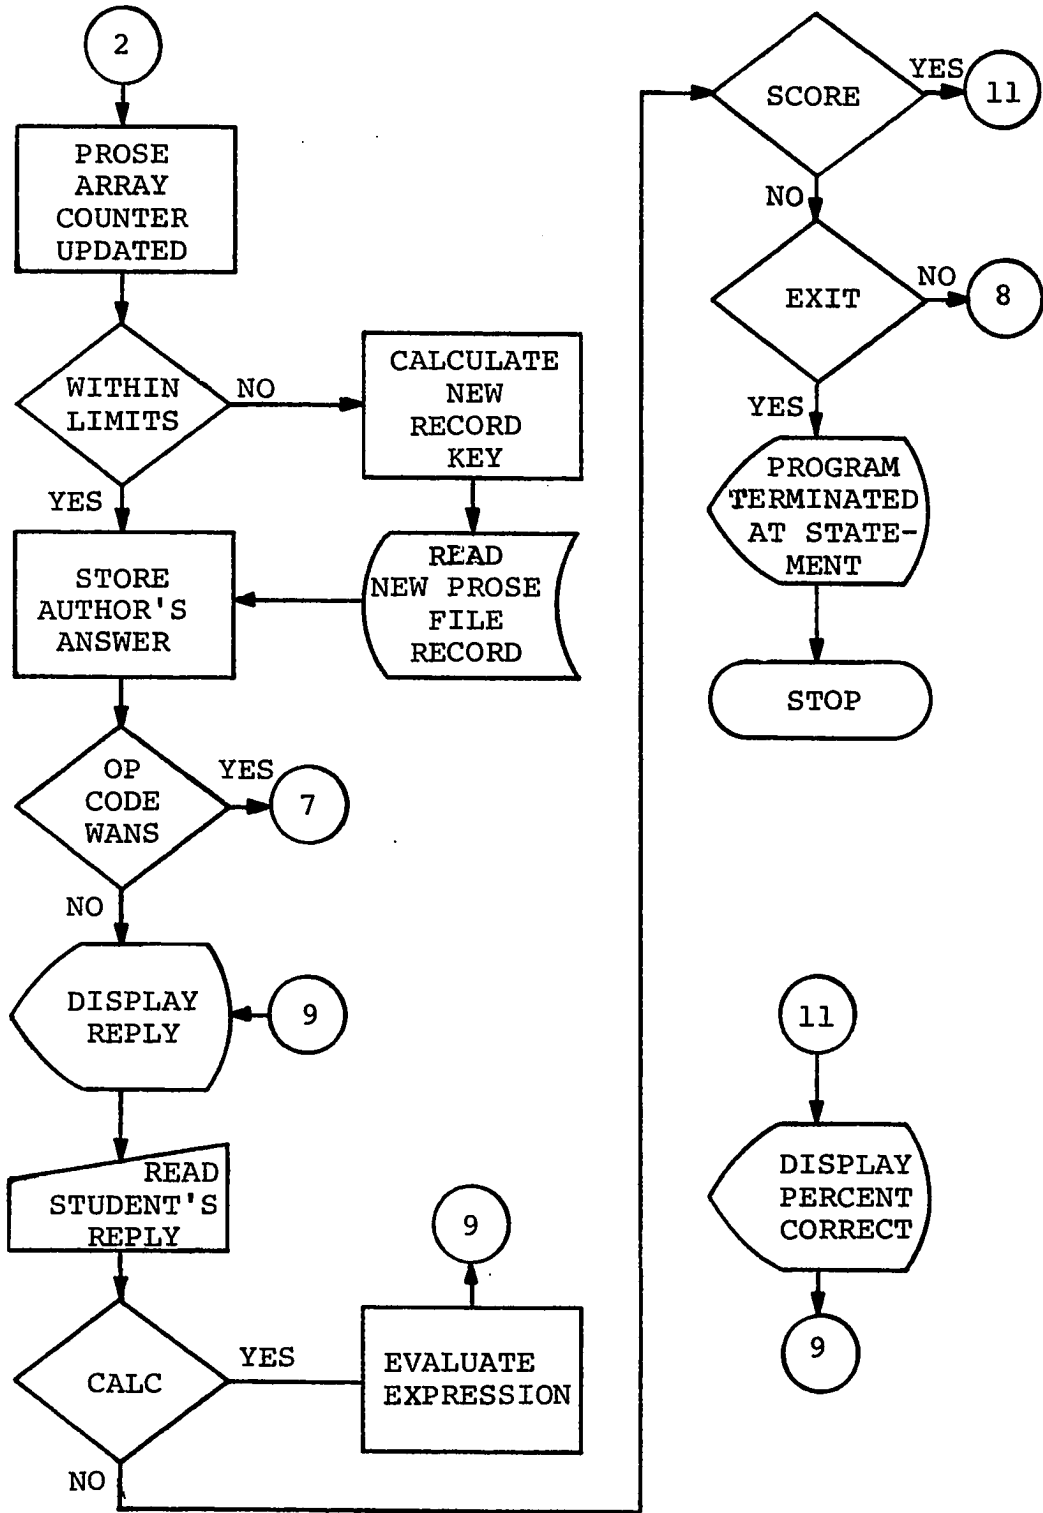 2
PROSE
ARRAY
COUNTER
UPDATED
WITHIN
LIMITS
NO
CALCULATE
NEW
RECORD
KEY
YES
STORE
AUTHOR'S
ANSWER
READ
NEW PROSE
FILE
RECORD
OP
CODE
WANS
YES
7
NO
DISPLAY
REPLY
9
READ
STUDENT'S
REPLY
CALC
YES
EVALUATE
EXPRESSION
9
NO
SCORE
YES
11
NO
EXIT
NO
8
YES
PROGRAM
TERMINATED
AT STATE-
MENT
STOP
11
DISPLAY
PERCENT
CORRECT
9